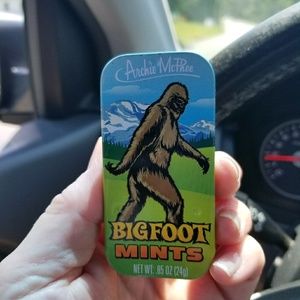 Archie McPhee
BIGFOOT
MINTS
NET WT. .85 OZ (24g)